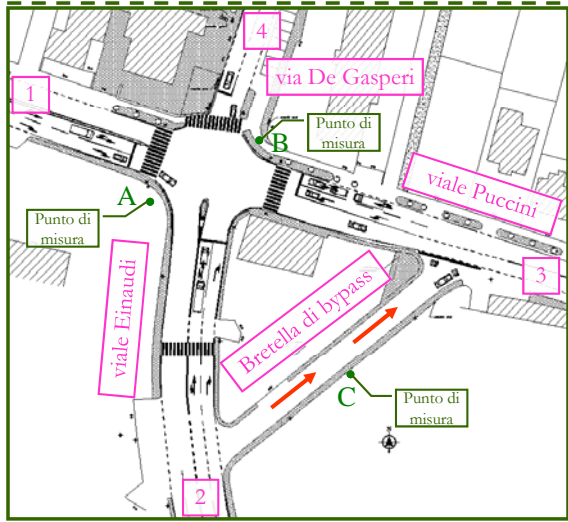 4
via De Gasperi
1
Punto di
misura
B
viale Puccini
A
Punto di
misura
3
viale Einaudi
Bretella di bypass
C
Punto di
misura
N
2